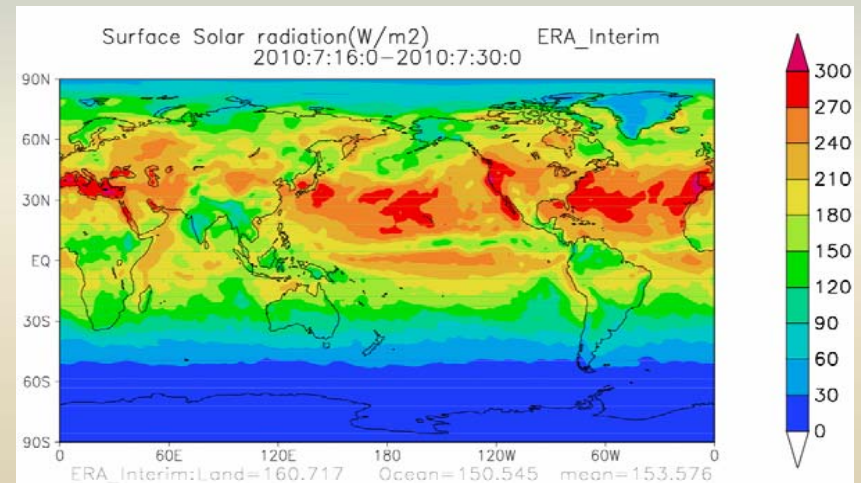 Surface Solar radiation(W/m2) ERA_Interim
2010:7:16:0-2010:7:30:0
90N
60N
30N
EQ
30S
60S
90S
0 60E 120E 180 120W 60W 0
300
270
240
210
180
150
120
90
60
30
0
ERA_Interim:Land=160.717 Ocean=150.545 mean=153.576